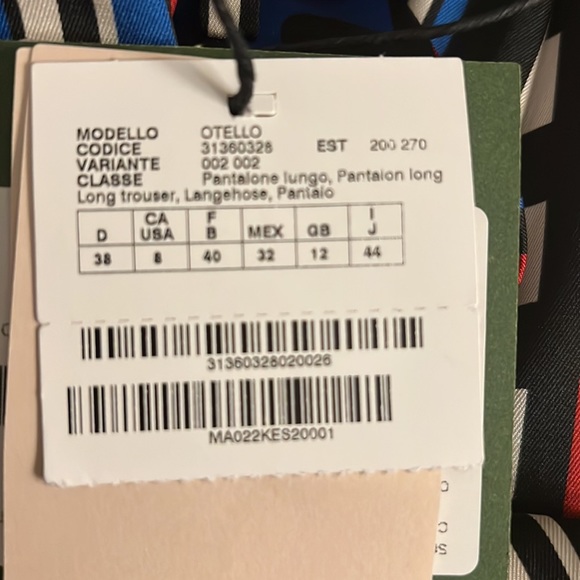 MODELLO OTELLO
CODICE 31360328 EST 200 270
VARIANTE 002 002
CLASSE Pantalone lungo, Pantalon long
Long trouser, Langehose, Pantalo
D CA USA F B MEX GB I J
38 8 40 32 12 44
31360328020026
MA022KES20001